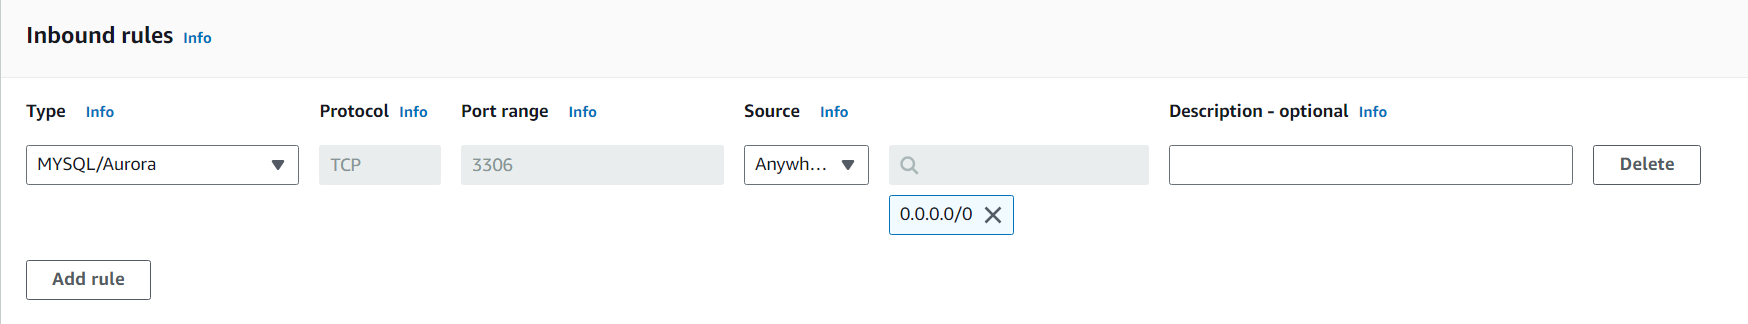 Inbound rules Info
Type Info Protocol Info Port range Info Source Info Description - optional Info
MYSQL/Aurora TCP 3306 Anywh... Delete
0.0.0.0/0
Add rule